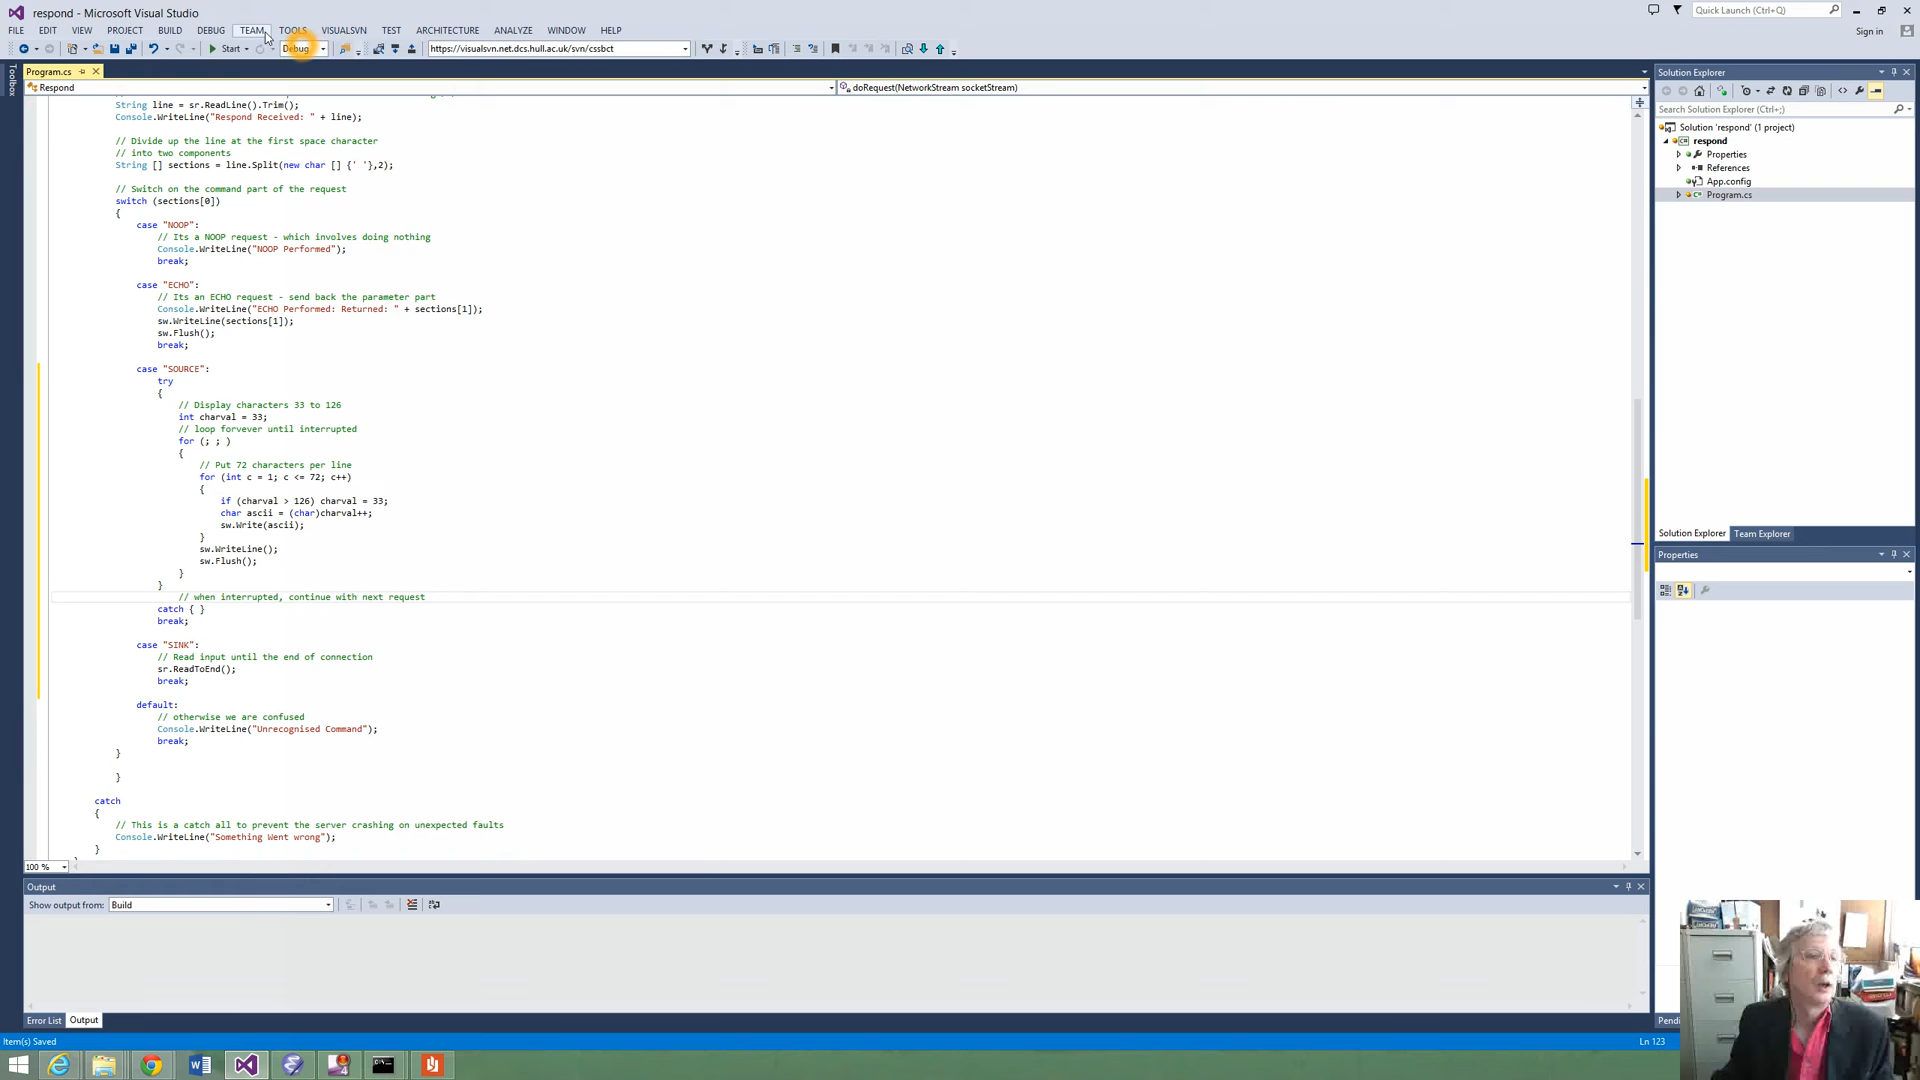 respond - Microsoft Visual Studio
Quick Launch (Ctrl+Q)
FILE EDIT VIEW PROJECT BUILD DEBUG TEAM TOOLS VISUALSVN TEST ARCHITECTURE ANALYZE WINDOW HELP
Sign in
Start Debug https://visualsvn.net.dcs.hull.ac.uk/svn/cssbct
Toolbox
Program.cs
Respond
doRequest(NetworkStream socketStream)
String line = sr.ReadLine().Trim();
Console.WriteLine("Respond Received: " + line);
// Divide up the line at the first space character
// into two components
String [] sections = line.Split(new char [] {' '},2);
// Switch on the command part of the request
switch (sections[0])
{
case "NOOP":
// Its a NOOP request - which involves doing nothing
Console.WriteLine("NOOP Performed");
break;
case "ECHO":
// Its an ECHO request - send back the parameter part
Console.WriteLine("ECHO Performed: Returned: " + sections[1]);
sw.WriteLine(sections[1]);
sw.Flush();
break;
case "SOURCE":
try
{
// Display characters 33 to 126
int charval = 33;
// loop forvever until interrupted
for (; ; )
{
// Put 72 characters per line
for (int c = 1; c <= 72; c++)
{
if (charval > 126) charval = 33;
char ascii = (char)charval++;
sw.Write(ascii);
}
sw.WriteLine();
sw.Flush();
}
}
// when interrupted, continue with next request
catch { }
break;
case "SINK":
// Read input until the end of connection
sr.ReadToEnd();
break;
default:
// otherwise we are confused
Console.WriteLine("Unrecognised Command");
break;
}
}
catch
{
// This is a catch all to prevent the server crashing on unexpected faults
Console.WriteLine("Something Went wrong");
}
100 %
Output
Show output from: Build
Error List Output
Item(s) Saved
Ln 123
Solution Explorer
Search Solution Explorer (Ctrl+;)
Solution 'respond' (1 project)
respond
Properties
References
App.config
Program.cs
Solution Explorer Team Explorer
Properties